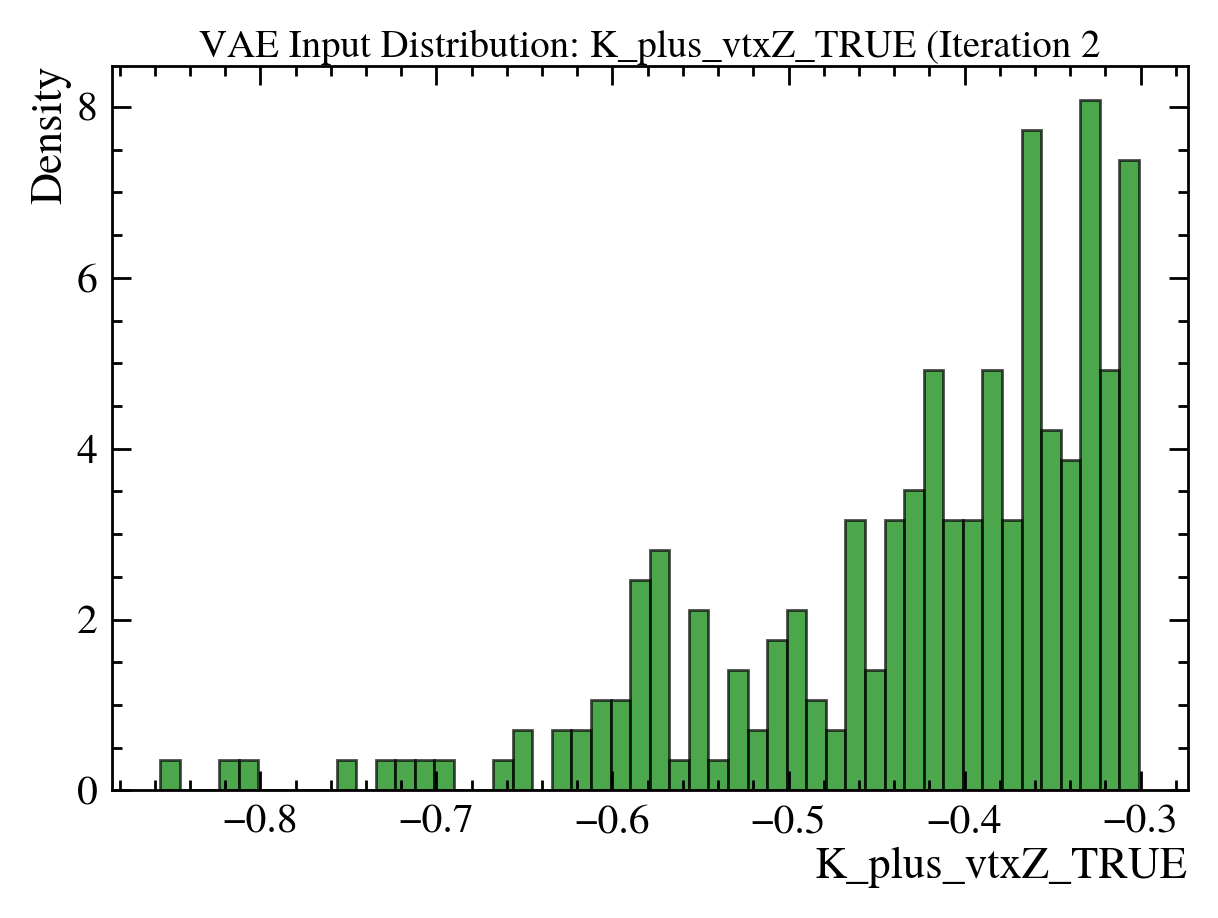 VAE Input Distribution: K_plus_vtxZ_TRUE (Iteration 2
Density
8
6
4
2
0
−0.8 −0.7 −0.6 −0.5 −0.4 −0.3
K_plus_vtxZ_TRUE